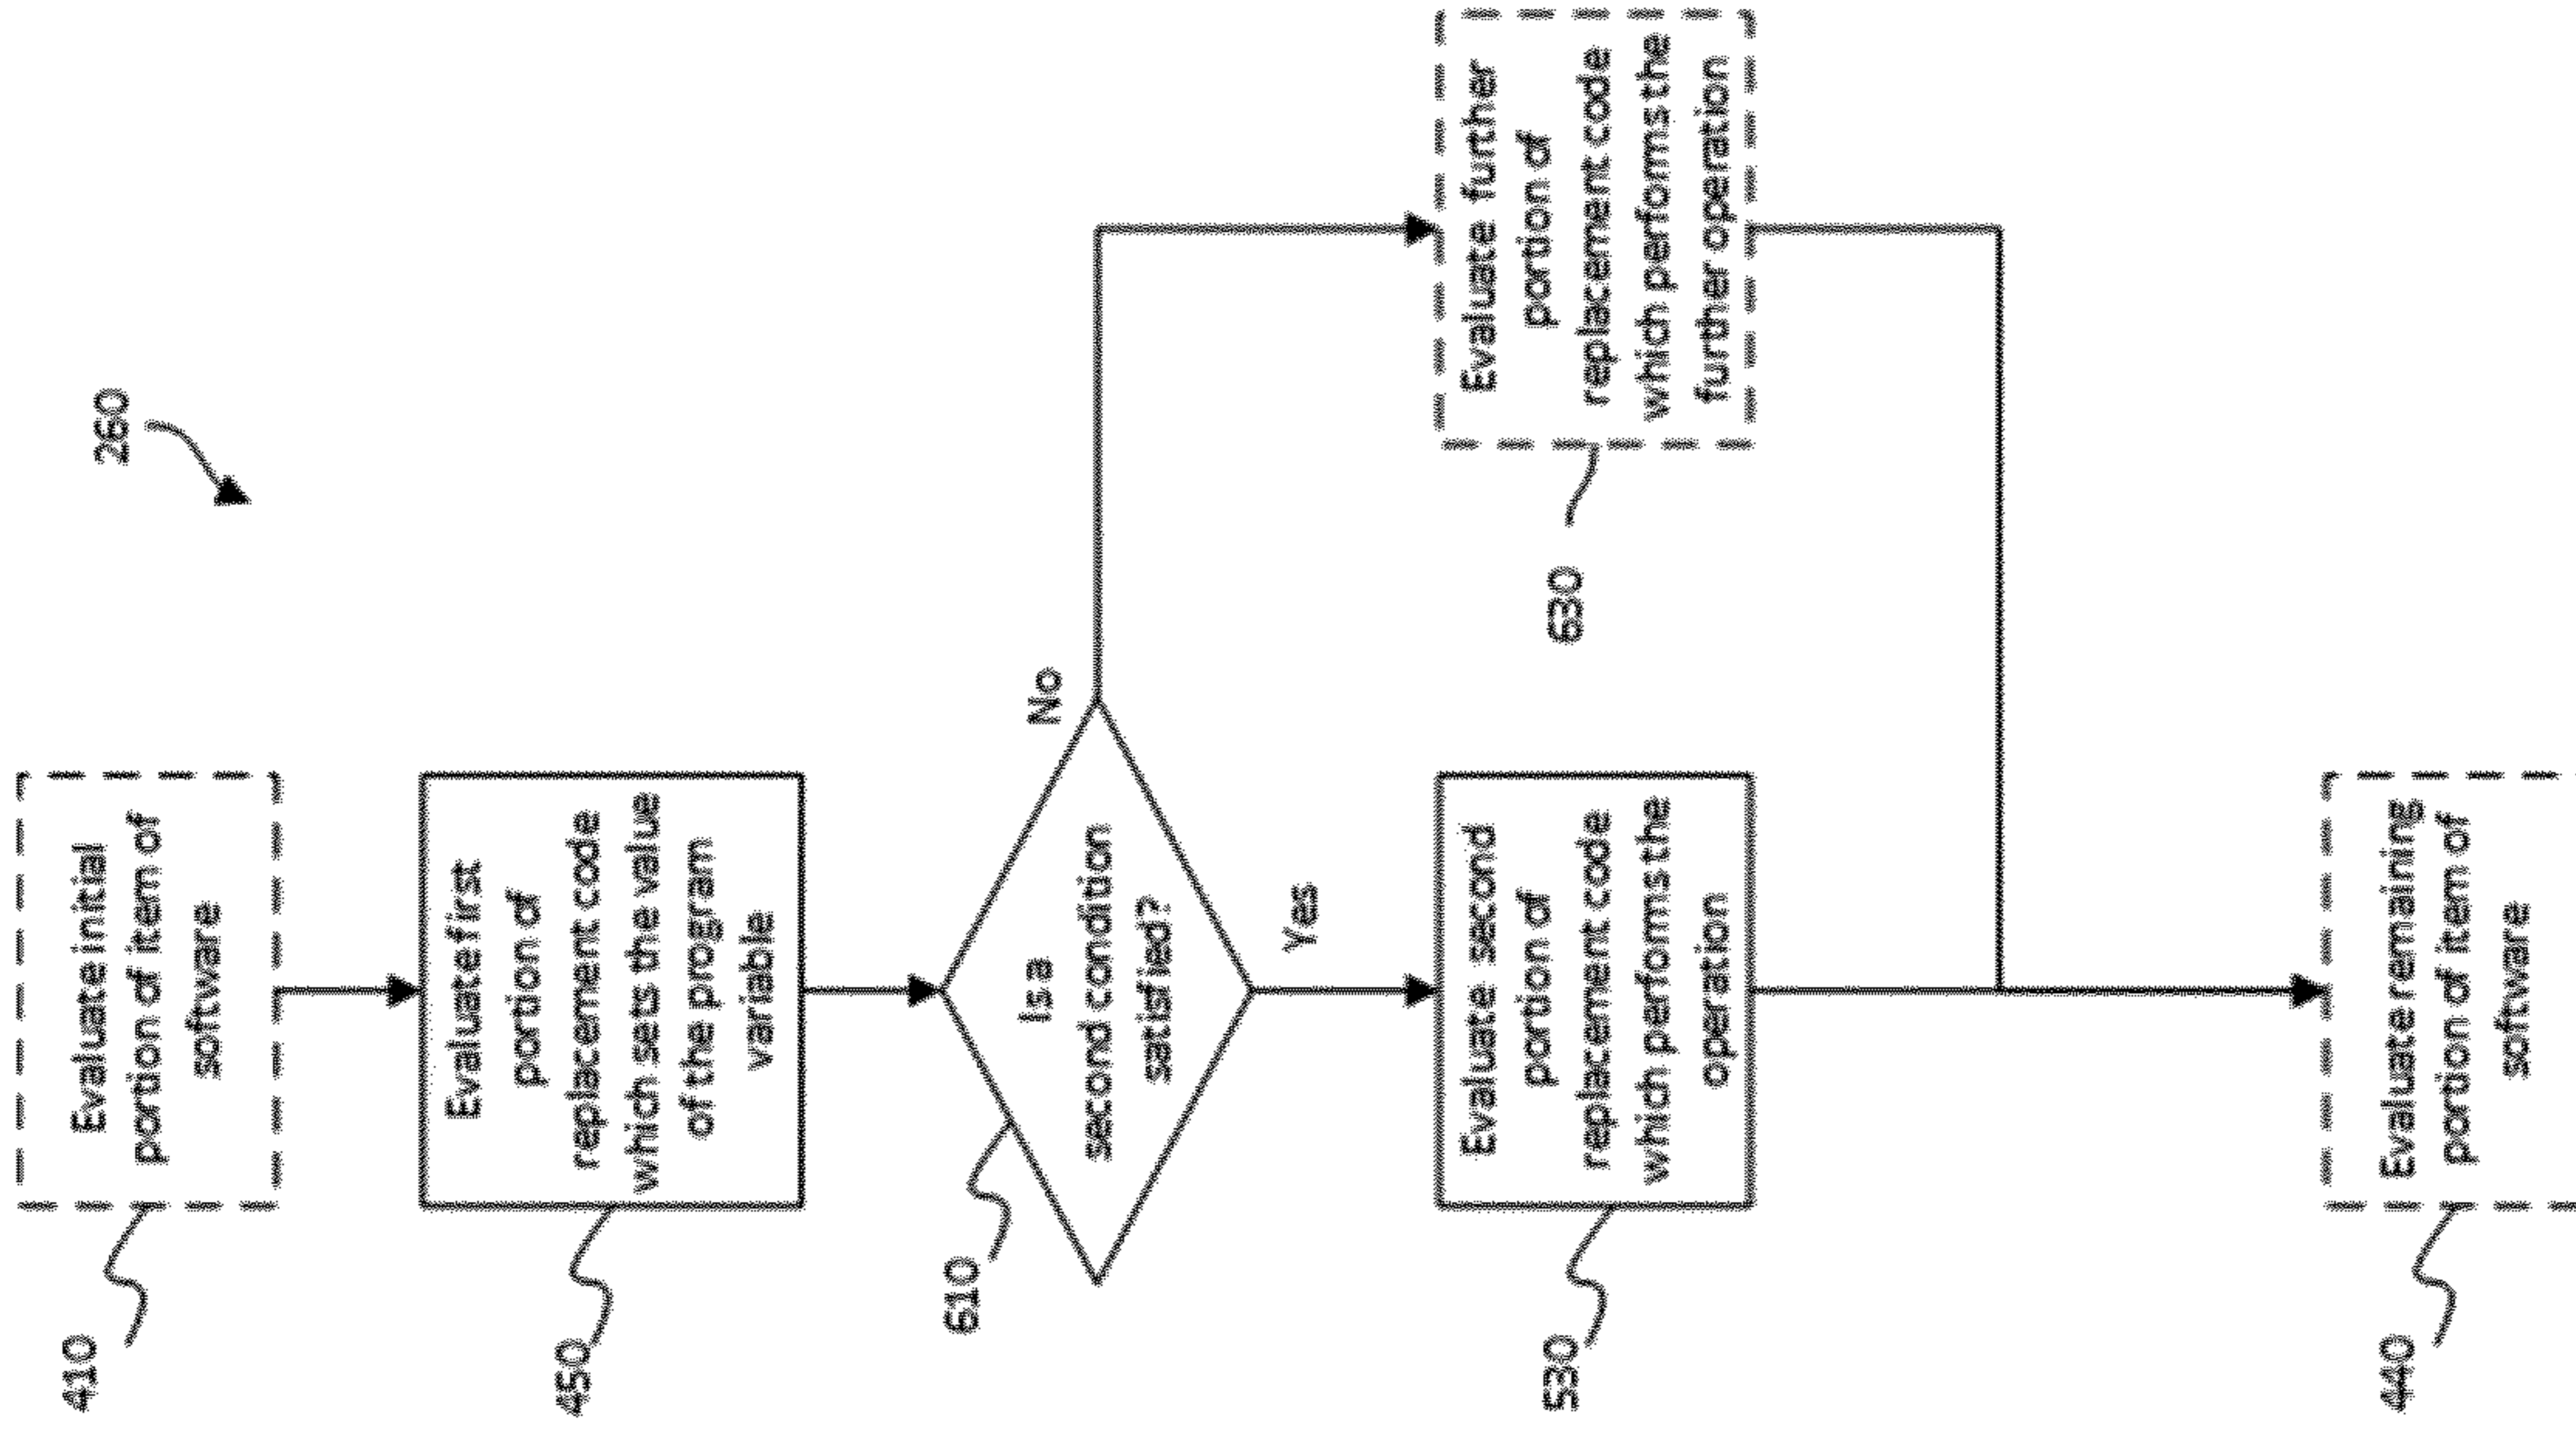 260
410
Evaluate initial
portion of item of
software
450
Evaluate first
portion of
replacement code
which sets the value
of the program
variable
610
Is a
second condition
satisfied?
No
Yes
530
Evaluate second
portion of
replacement code
which performs the
operation
630
Evaluate further
portion of
replacement code
which performs the
further operation
440
Evaluate remaining
portion of item of
software